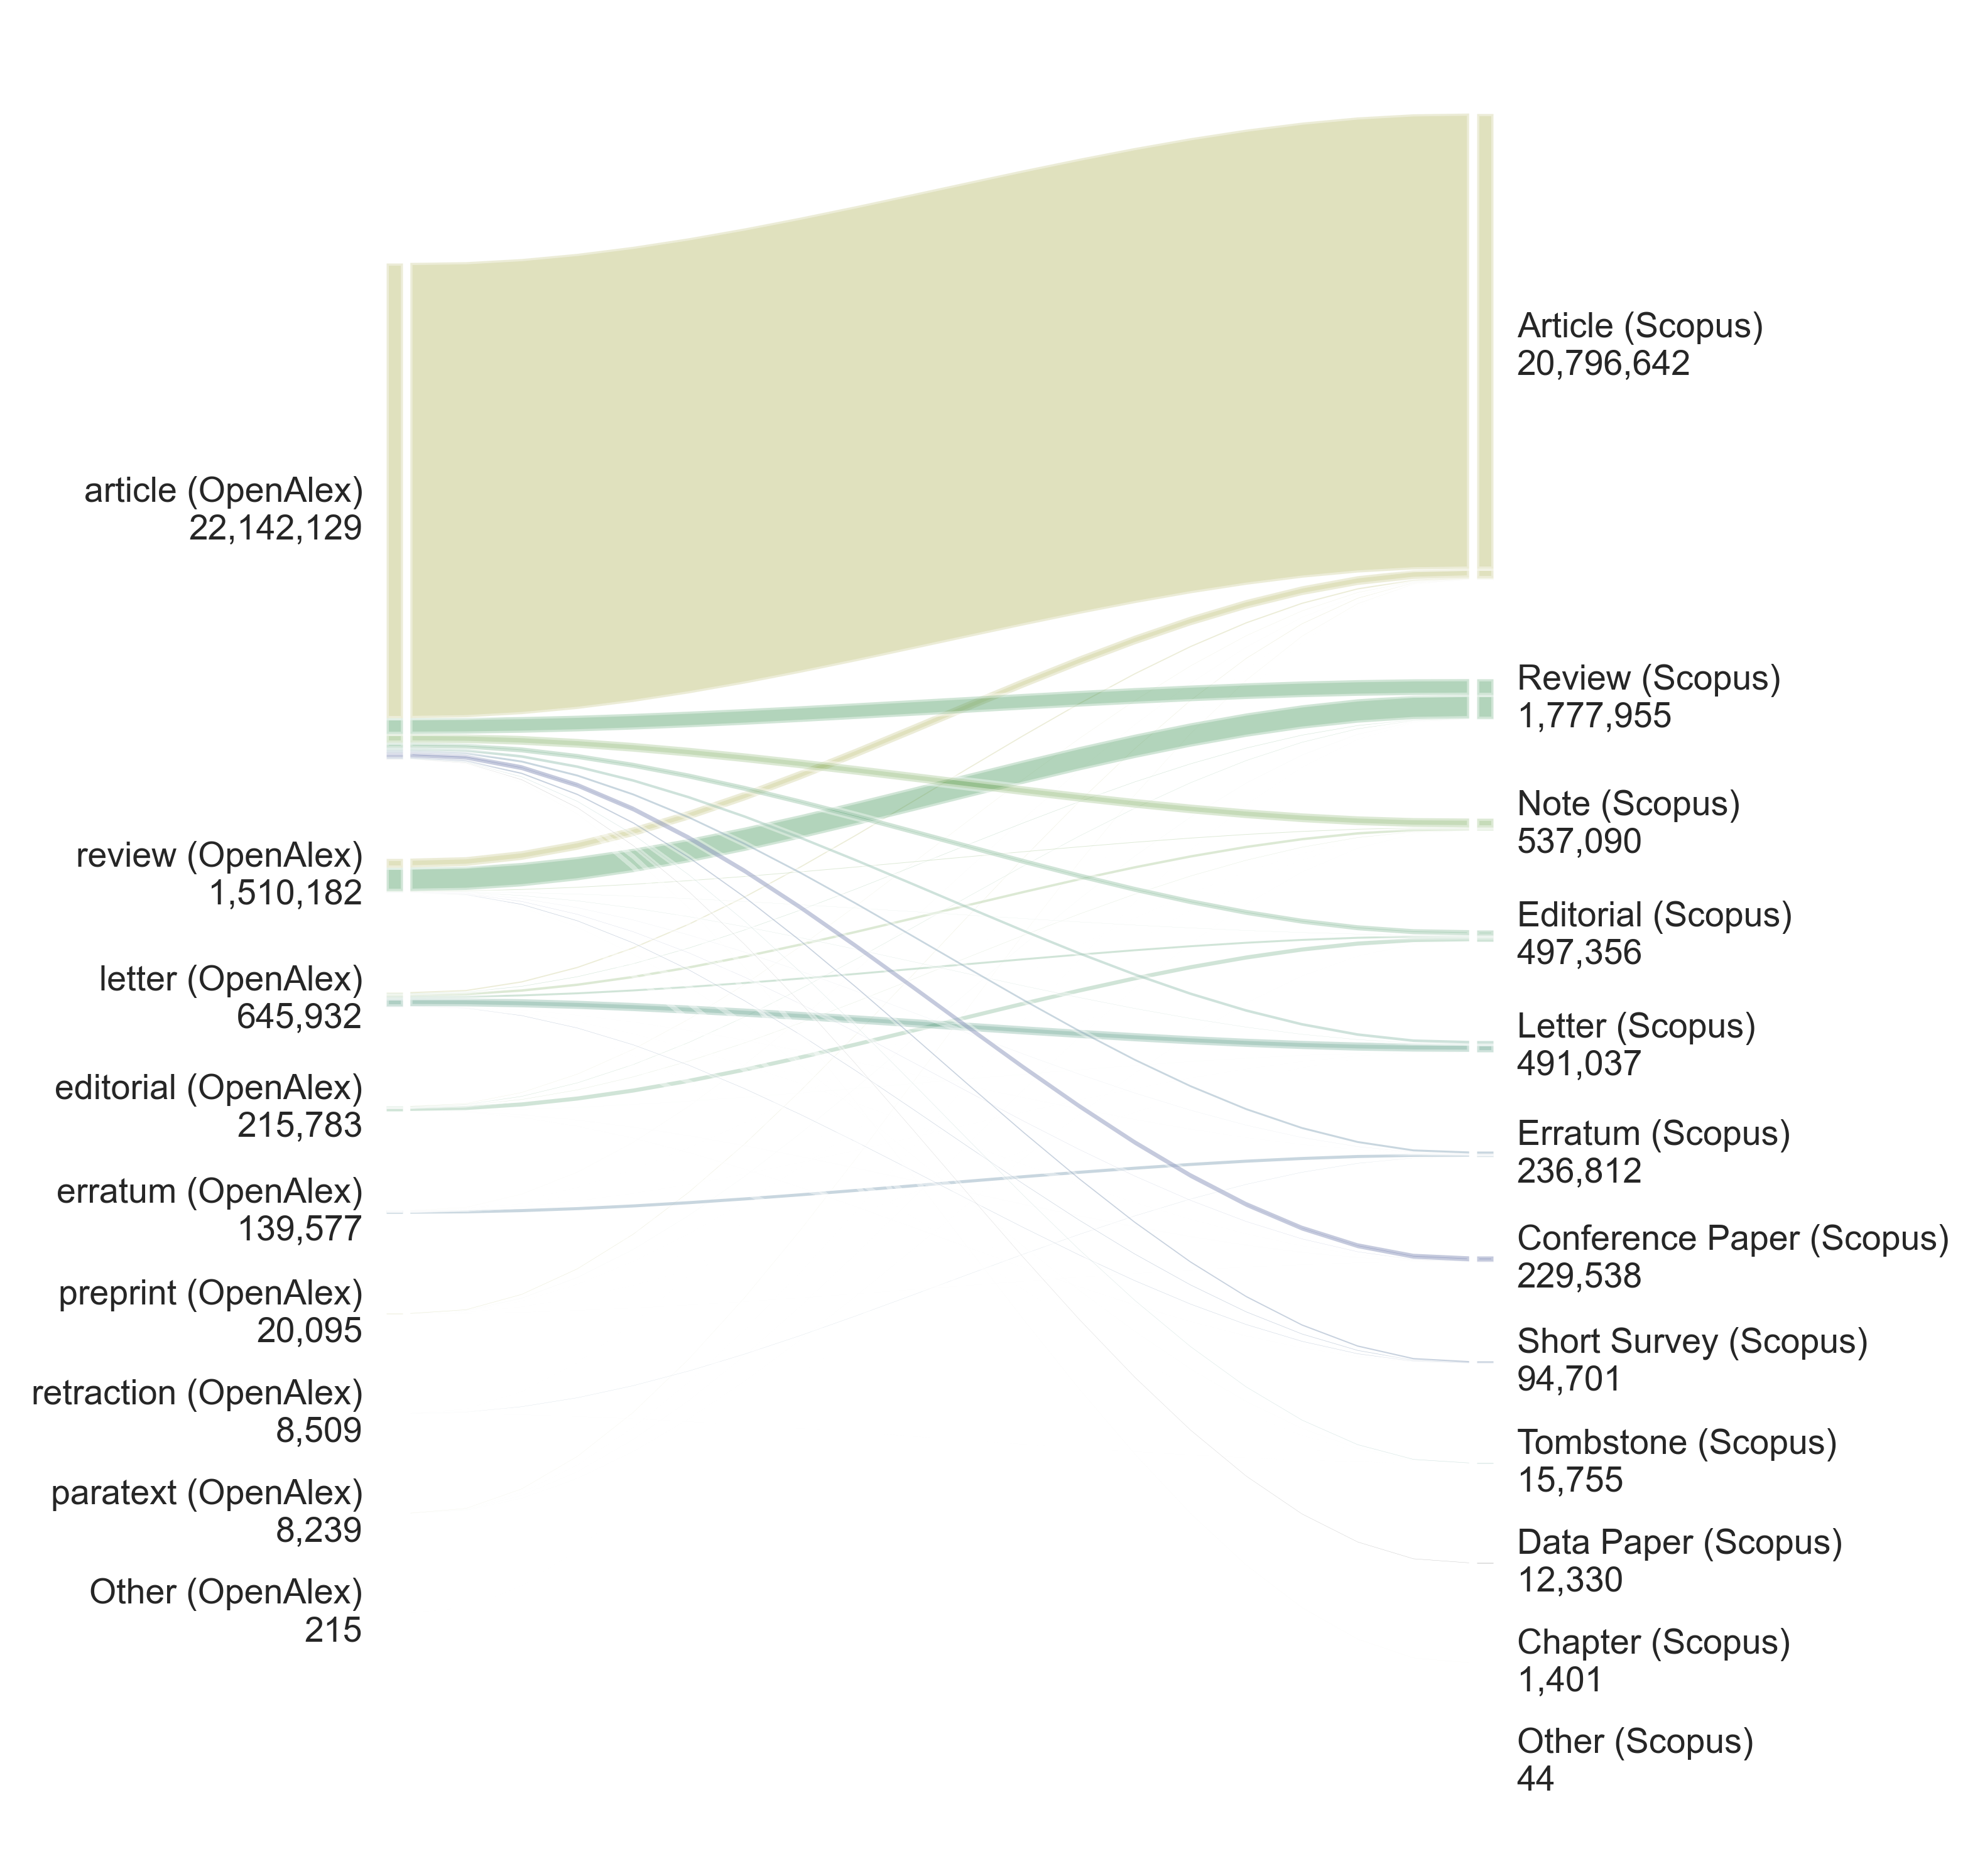 article (OpenAlex)
22,142,129
review (OpenAlex)
1,510,182
letter (OpenAlex)
645,932
editorial (OpenAlex)
215,783
erratum (OpenAlex)
139,577
preprint (OpenAlex)
20,095
retraction (OpenAlex)
8,509
paratext (OpenAlex)
8,239
Other (OpenAlex)
215
Article (Scopus)
20,796,642
Review (Scopus)
1,777,955
Note (Scopus)
537,090
Editorial (Scopus)
497,356
Letter (Scopus)
491,037
Erratum (Scopus)
236,812
Conference Paper (Scopus)
229,538
Short Survey (Scopus)
94,701
Tombstone (Scopus)
15,755
Data Paper (Scopus)
12,330
Chapter (Scopus)
1,401
Other (Scopus)
44